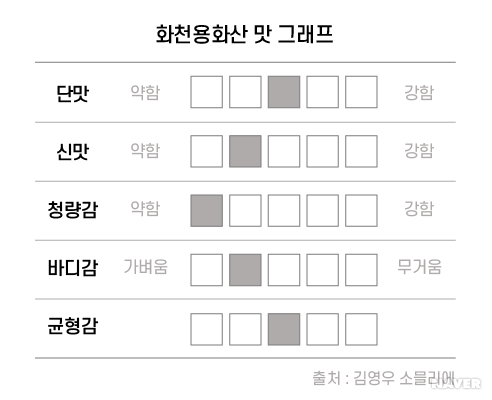 화천용화산 맛 그래프
단맛 약함 강함
신맛 약함 강함
청량감 약함 강함
바디감 가벼움 무거움
균형감
출처 : 김영우 소믈리에
NAVER